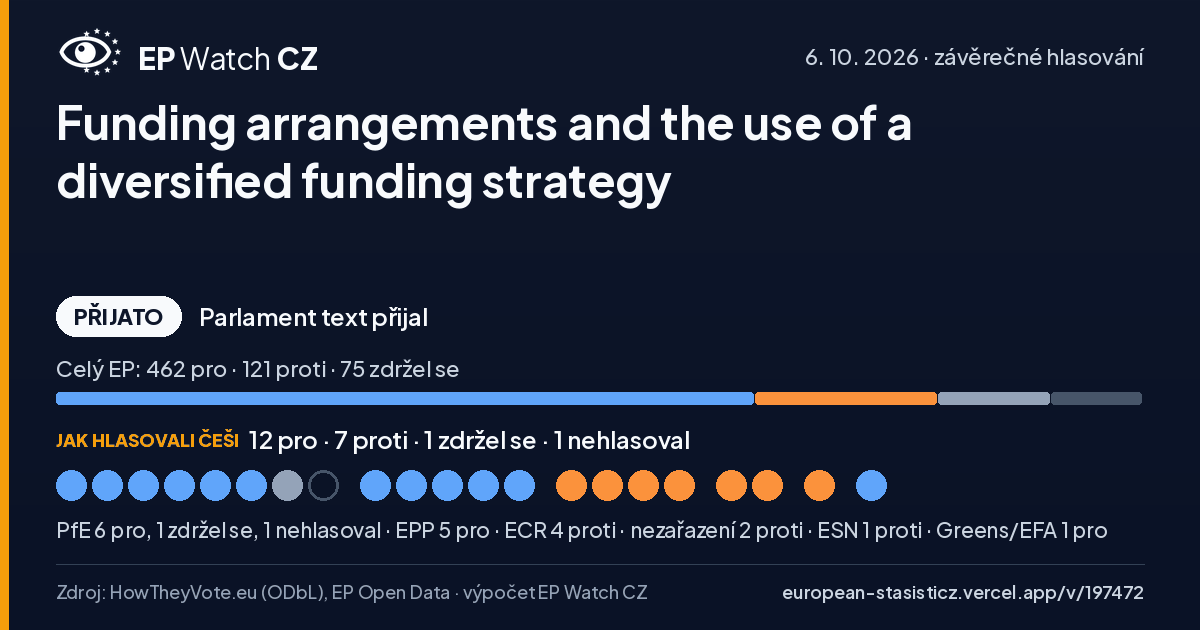 EP Watch CZ
6. 10. 2026 · závěrečné hlasování
Funding arrangements and the use of a
diversified funding strategy
PŘIJATO Parlament text přijal
Celý EP: 462 pro · 121 proti · 75 zdržel se
JAK HLASOVALI ČEŠI 12 pro · 7 proti · 1 zdržel se · 1 nehlasoval
PfE 6 pro, 1 zdržel se, 1 nehlasoval · EPP 5 pro · ECR 4 proti · nezařazení 2 proti · ESN 1 proti · Greens/EFA 1 pro
Zdroj: HowTheyVote.eu (ODbL), EP Open Data · výpočet EP Watch CZ
european-stasisticz.vercel.app/v/197472